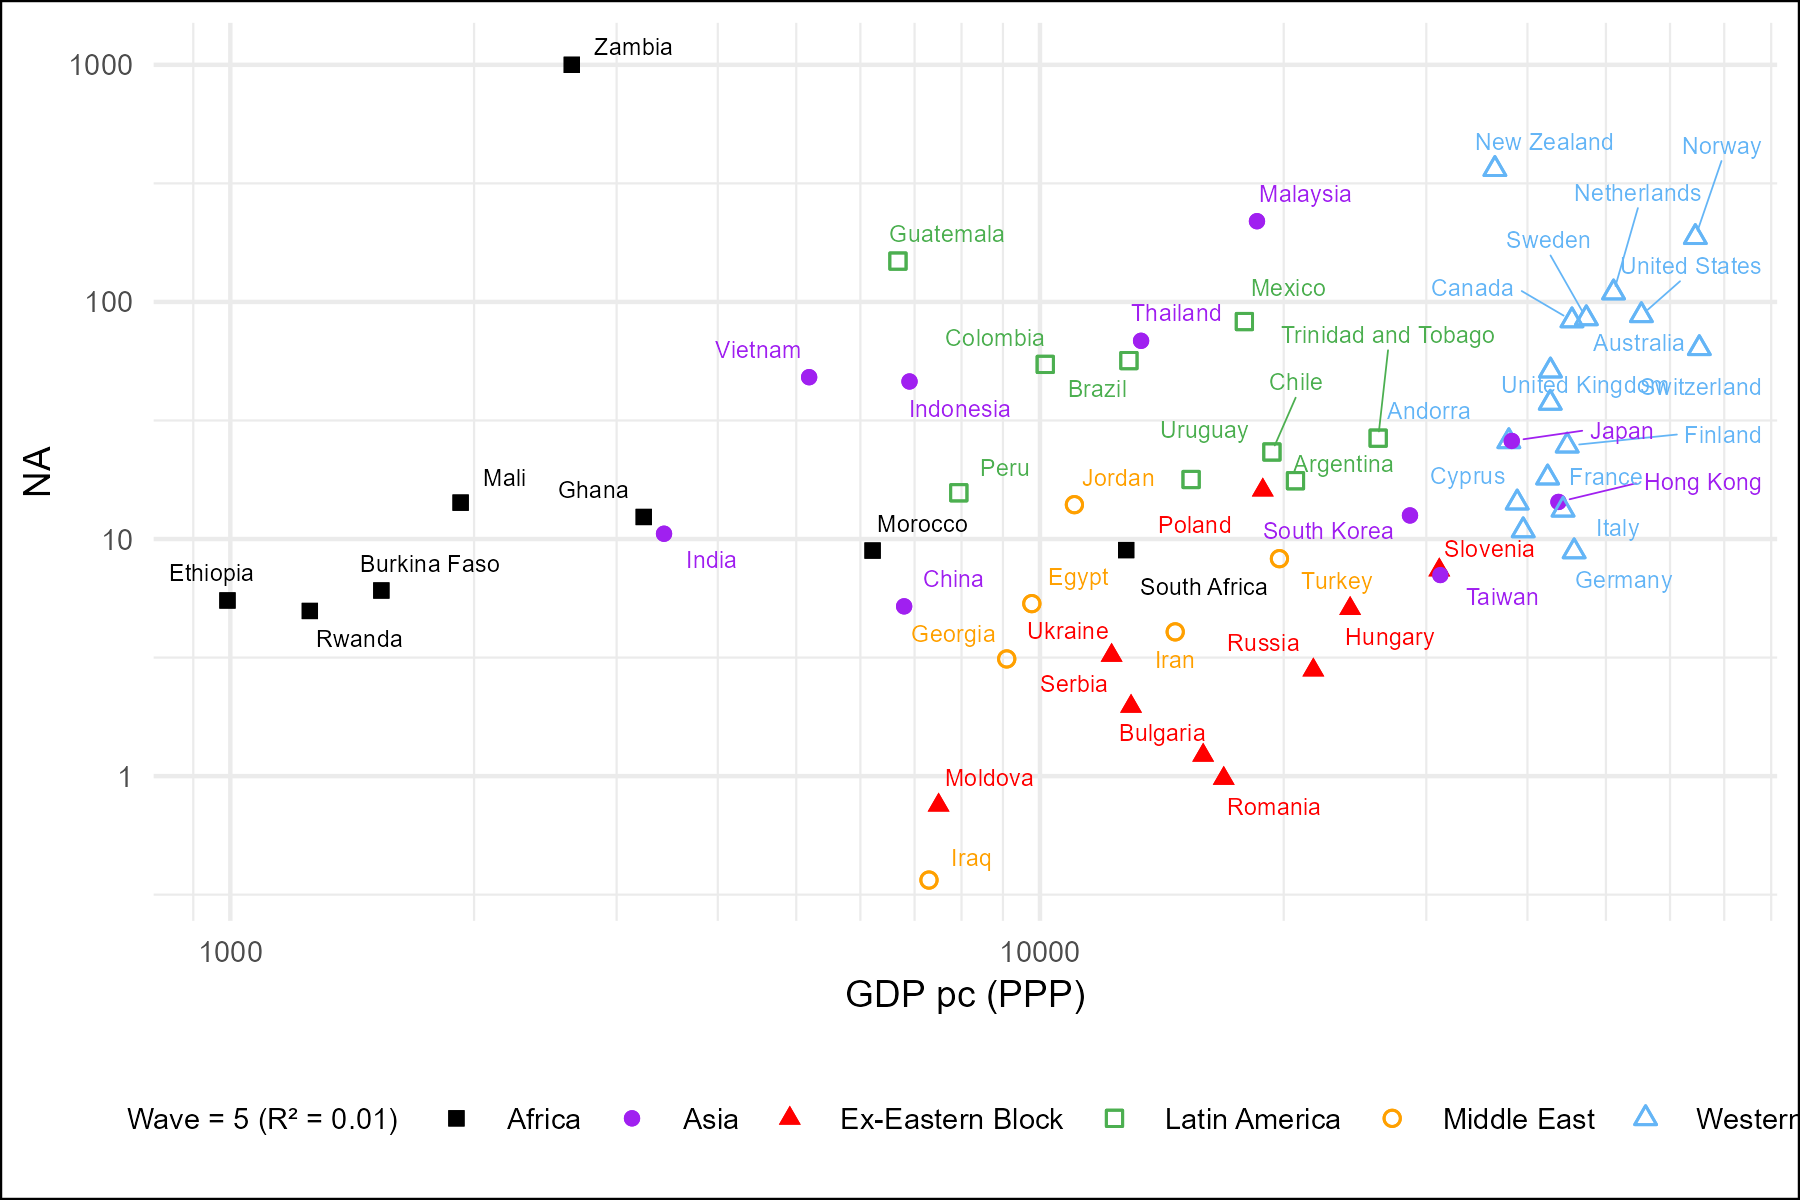 Zambia
1000
New Zealand
Norway
Malaysia
Netherlands
Guatemala
Sweden
United States
Canada
Mexico
100
Thailand
Trinidad and Tobago
Colombia
Australia
Vietnam
Chile
Brazil
United Kingdom
Switzerland
Indonesia
Andorra
Uruguay
Japan
Finland
Peru
Argentina
NA
Mali
Jordan
Cyprus
France
Hong Kong
Ghana
Morocco
Poland
South Korea
Italy
10
Slovenia
India
Burkina Faso
Ethiopia
China
Egypt
South Africa
Turkey
Germany
Taiwan
Rwanda
Georgia
Ukraine
Iran
Russia
Hungary
Serbia
Bulgaria
1
Moldova
Romania
Iraq
1000
10000
GDP pc (PPP)
Wave = 5 (R² = 0.01) Africa Asia Ex-Eastern Block Latin America Middle East Western